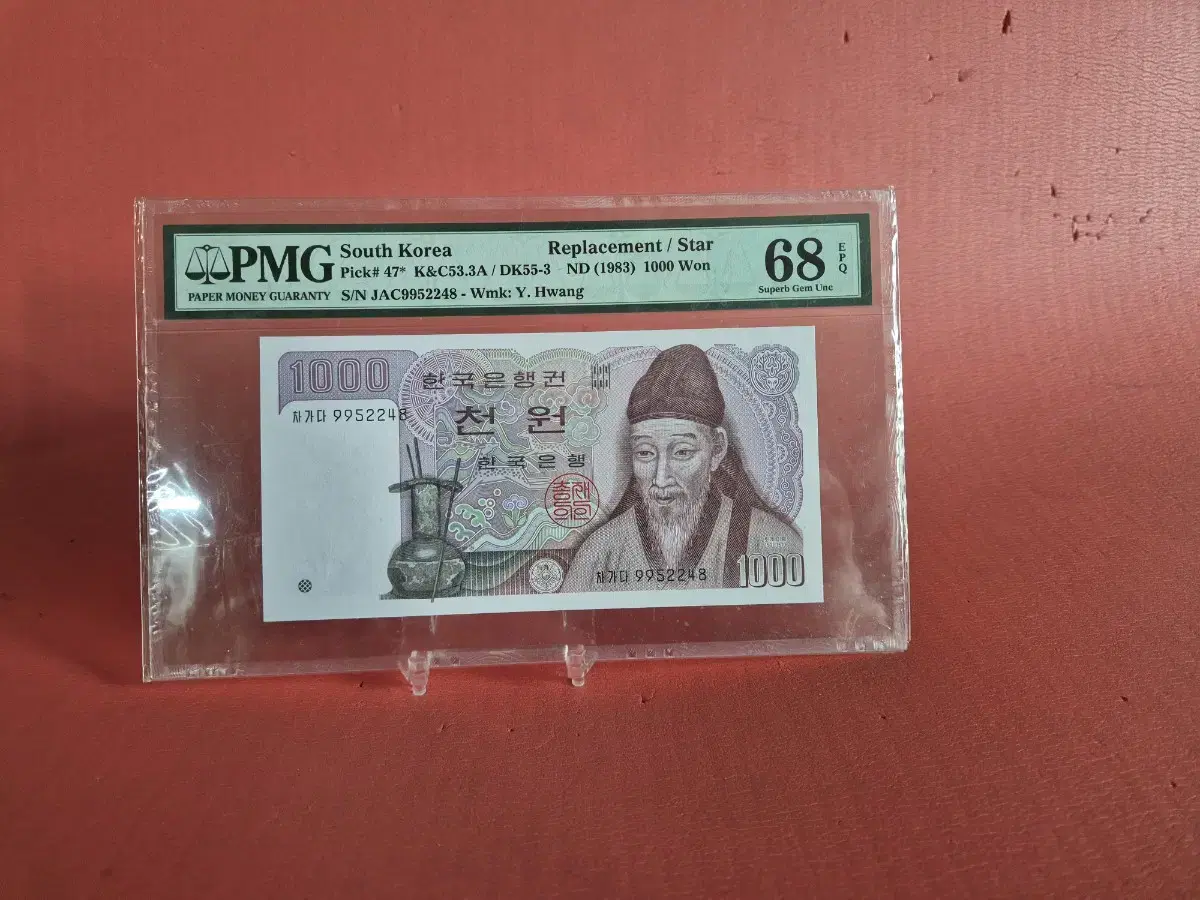 PMG
PAPER MONEY GUARANTY
South Korea Replacement / Star
Pick# 47* K&C53.3A / DK55-3 ND (1983) 1000 Won
S/N JAC9952248 - Wmk: Y. Hwang
68
EPQ
Superb Gem Unc
1000
한국은행권
차가다 9952248
천 원
한국은행
차가다 9952248
1000